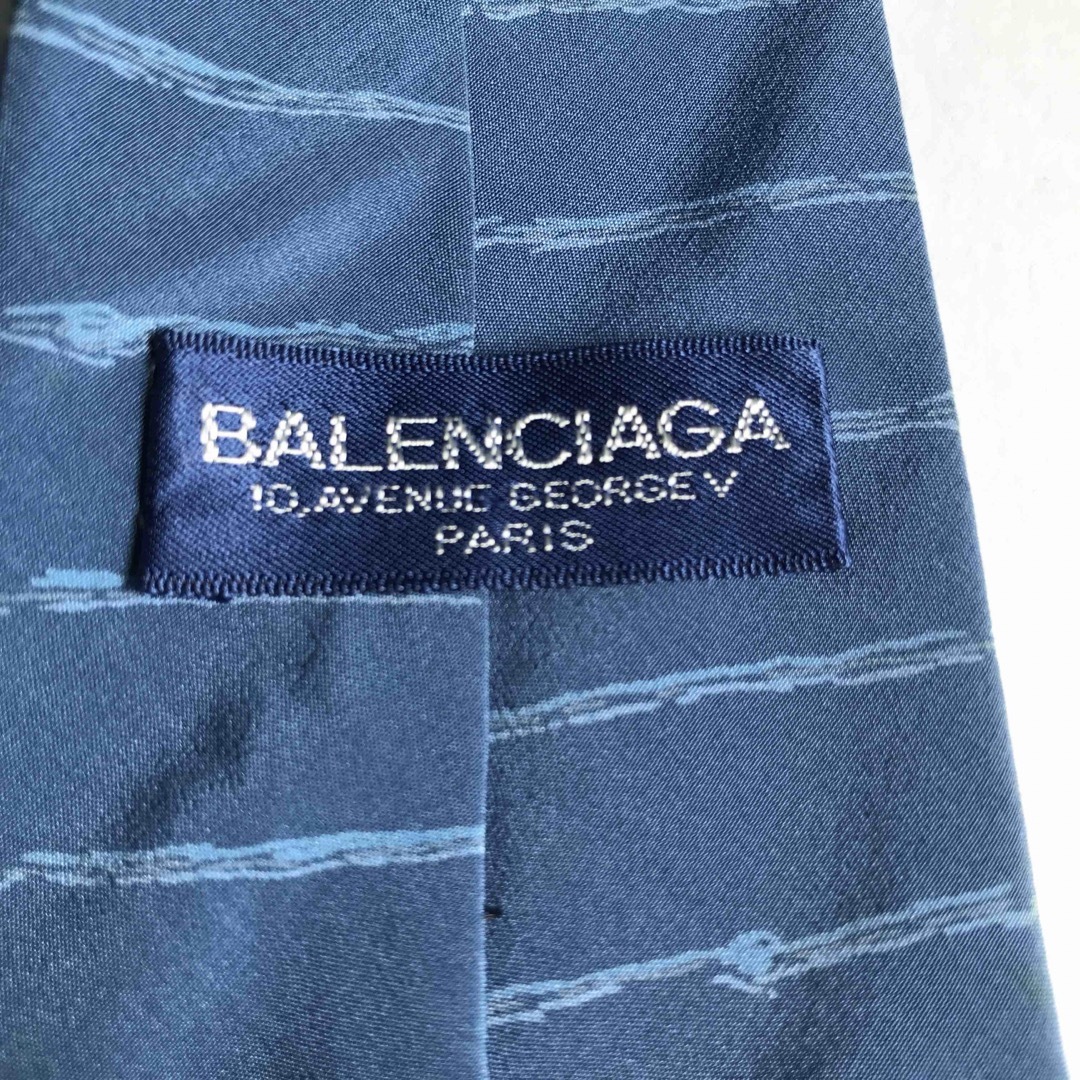 BALENCIAGA
10, AVENUE GEORGE V
PARIS